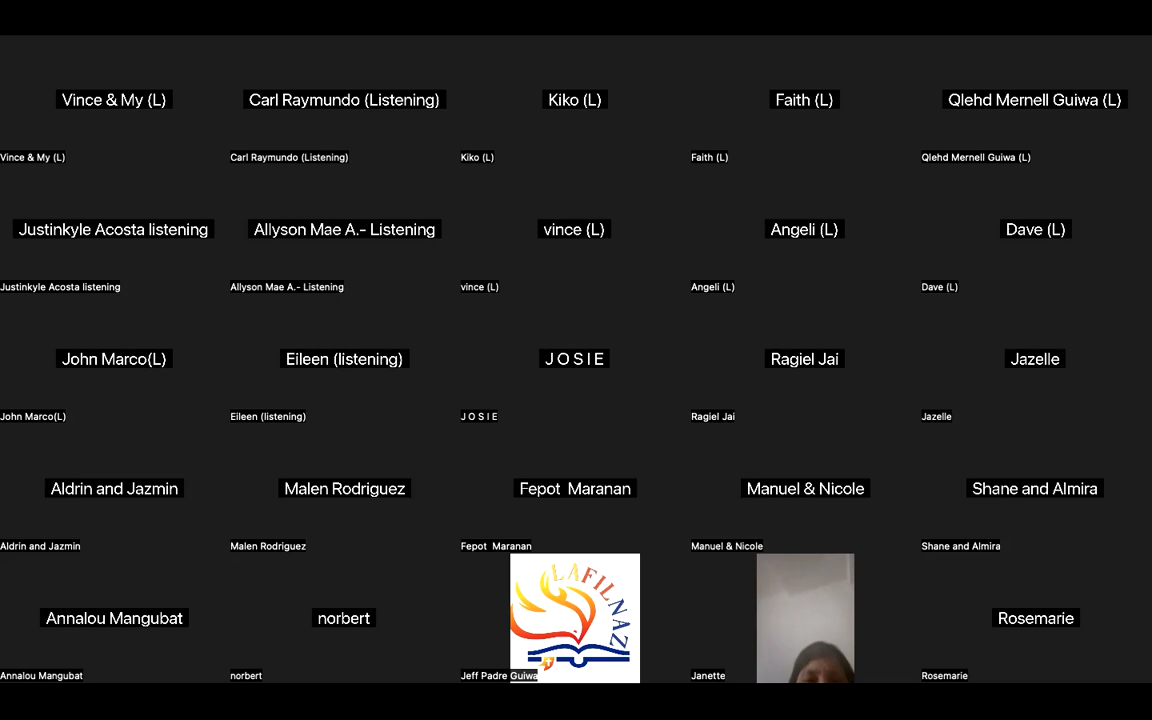 Vince & My (L)
Carl Raymundo (Listening)
Kiko (L)
Faith (L)
Qlehd Mernell Guiwa (L)
Vince & My (L)
Carl Raymundo (Listening)
Kiko (L)
Faith (L)
Qlehd Mernell Guiwa (L)
Justinkyle Acosta listening
Allyson Mae A.- Listening
vince (L)
Angeli (L)
Dave (L)
Justinkyle Acosta listening
Allyson Mae A.- Listening
vince (L)
Angeli (L)
Dave (L)
John Marco(L)
Eileen (listening)
J O S I E
Ragiel Jai
Jazelle
John Marco(L)
Eileen (listening)
J O S I E
Ragiel Jai
Jazelle
Aldrin and Jazmin
Malen Rodriguez
Fepot  Maranan
Manuel & Nicole
Shane and Almira
Aldrin and Jazmin
Malen Rodriguez
Fepot  Maranan
Manuel & Nicole
Shane and Almira
LAFILNAZ
Annalou Mangubat
norbert
Rosemarie
Annalou Mangubat
norbert
Jeff Padre Guiwa
Janette
Rosemarie